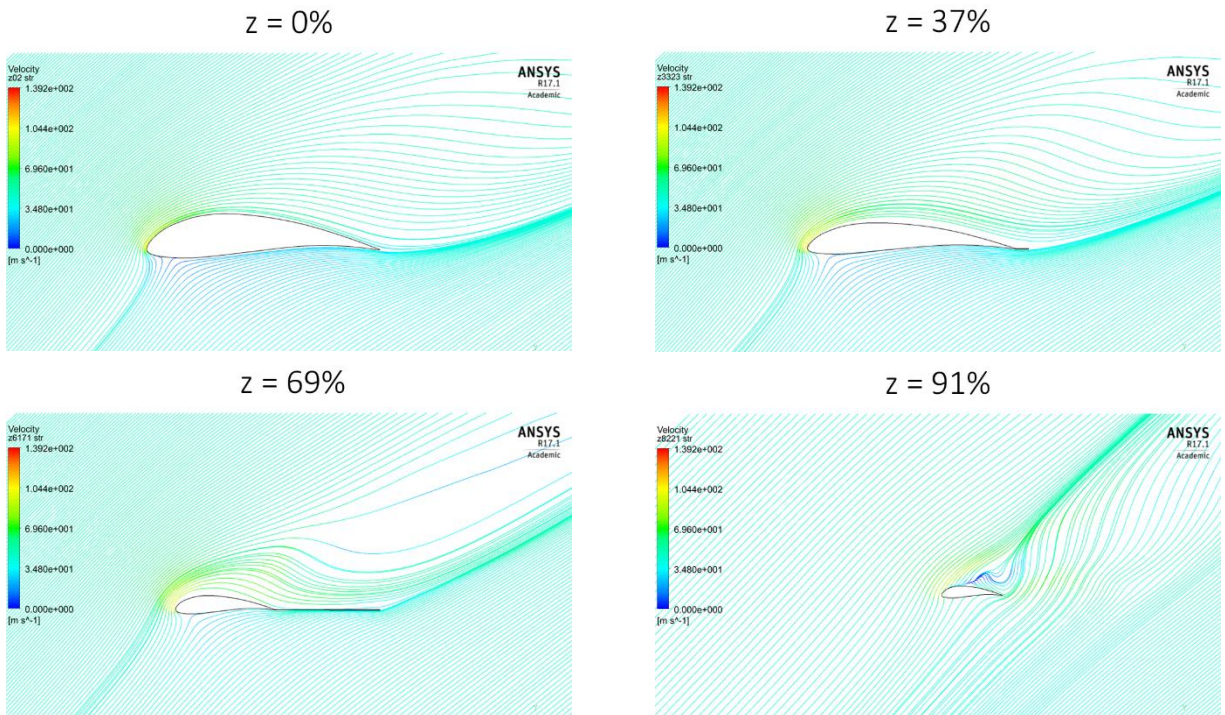 z = 0%
Velocity
z02 str
1.392e+002
1.044e+002
6.960e+001
3.480e+001
0.000e+000
[m s^-1]
ANSYS
R17.1
Academic
z = 37%
Velocity
z3323 str
1.392e+002
1.044e+002
6.960e+001
3.480e+001
0.000e+000
[m s^-1]
ANSYS
R17.1
Academic
z = 69%
Velocity
z6171 str
1.392e+002
1.044e+002
6.960e+001
3.480e+001
0.000e+000
[m s^-1]
ANSYS
R17.1
Academic
z = 91%
Velocity
z8221 str
1.392e+002
1.044e+002
6.960e+001
3.480e+001
0.000e+000
[m s^-1]
ANSYS
R17.1
Academic